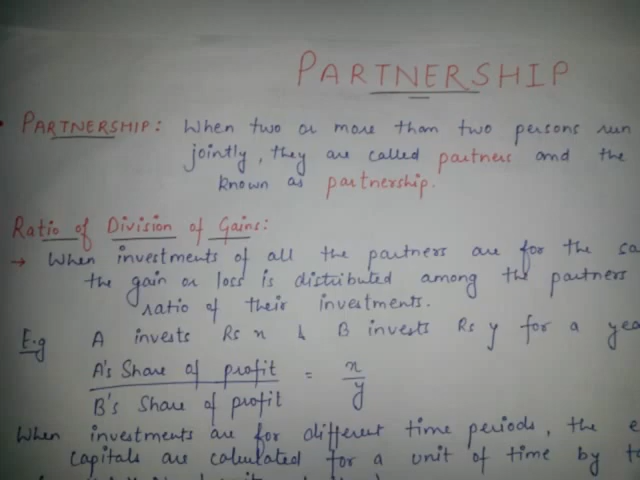 PARTNERSHIP
PARTNERSHIP: When two or more than two persons run
jointly, they are called partners and the
known as partnership.
Ratio of Division of Gains:
→ When investments of all the partners are for the sa
the gain or loss is distributed among the partners
ratio of their investments.
E.g A invests Rs x & B invests Rs y for a yea
A's Share of profit / B's Share of profit = x / y
When investments are for different time periods, the e
capitals are calculated for a unit of time by ta